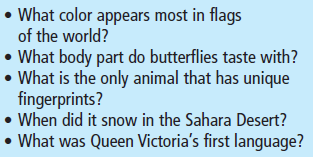 • What color appears most in flags
of the world?
• What body part do butterflies taste with?
• What is the only animal that has unique
fingerprints?
• When did it snow in the Sahara Desert?
• What was Queen Victoria's first language?